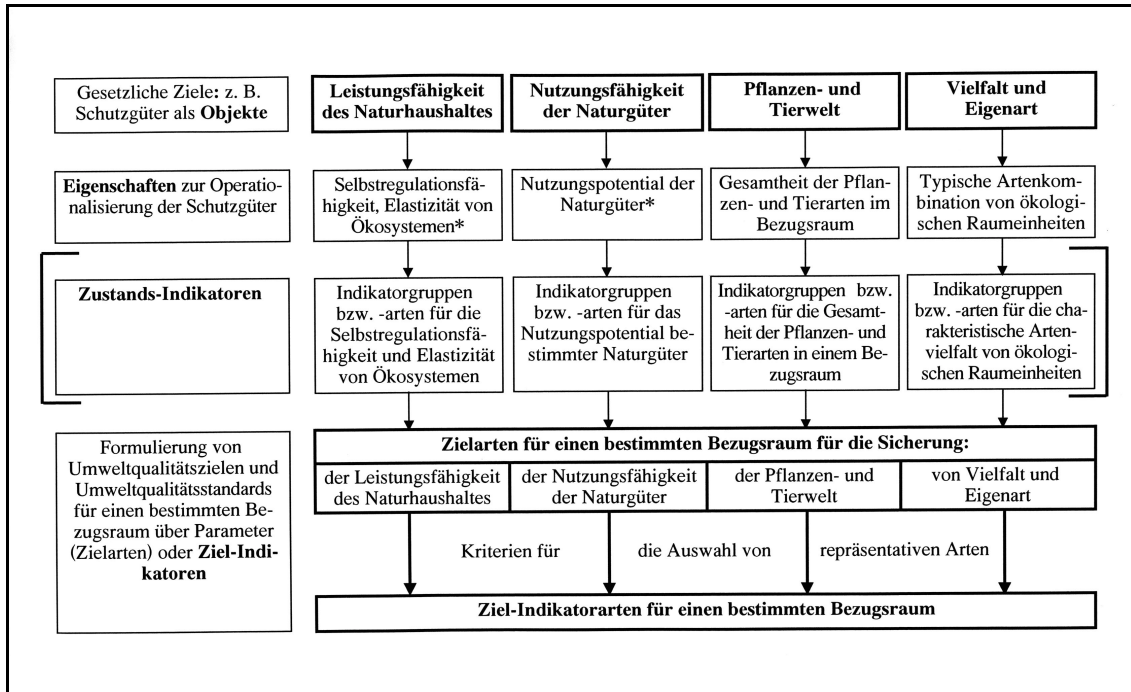 Gesetzliche Ziele: z. B.
Schutzgüter als Objekte
Leistungsfähigkeit
des Naturhaushaltes
Nutzungsfähigkeit
der Naturgüter
Pflanzen- und
Tierwelt
Vielfalt und
Eigenart
Eigenschaften zur Operatio-
nalisierung der Schutzgüter
Selbstregulationsfä-
higkeit, Elastizität von
Ökosystemen*
Nutzungspotential der
Naturgüter*
Gesamtheit der Pflan-
zen- und Tierarten im
Bezugsraum
Typische Artenkom-
bination von ökologi-
schen Raumeinheiten
Zustands-Indikatoren
Indikatorgruppen
bzw. -arten für die
Selbstregulationsfä-
higkeit und Elastizität
von Ökosystemen
Indikatorgruppen
bzw. -arten für das
Nutzungspotential be-
stimmter Naturgüter
Indikatorgruppen bzw.
-arten für die Gesamt-
heit der Pflanzen- und
Tierarten in einem Be-
zugsraum
Indikatorgruppen
bzw. -arten für die cha-
rakteristische Arten-
vielfalt von ökologi-
schen Raumeinheiten
Formulierung von
Umweltqualitätszielen und
Umweltqualitätsstandards
für einen bestimmten Be-
zugsraum über Parameter
(Zielarten) oder Ziel-Indi-
katoren
Zielarten für einen bestimmten Bezugsraum für die Sicherung:
der Leistungsfähigkeit
des Naturhaushaltes
der Nutzungsfähigkeit
der Naturgüter
der Pflanzen- und
Tierwelt
von Vielfalt und
Eigenart
Kriterien für die Auswahl von repräsentativen Arten
Ziel-Indikatorarten für einen bestimmten Bezugsraum